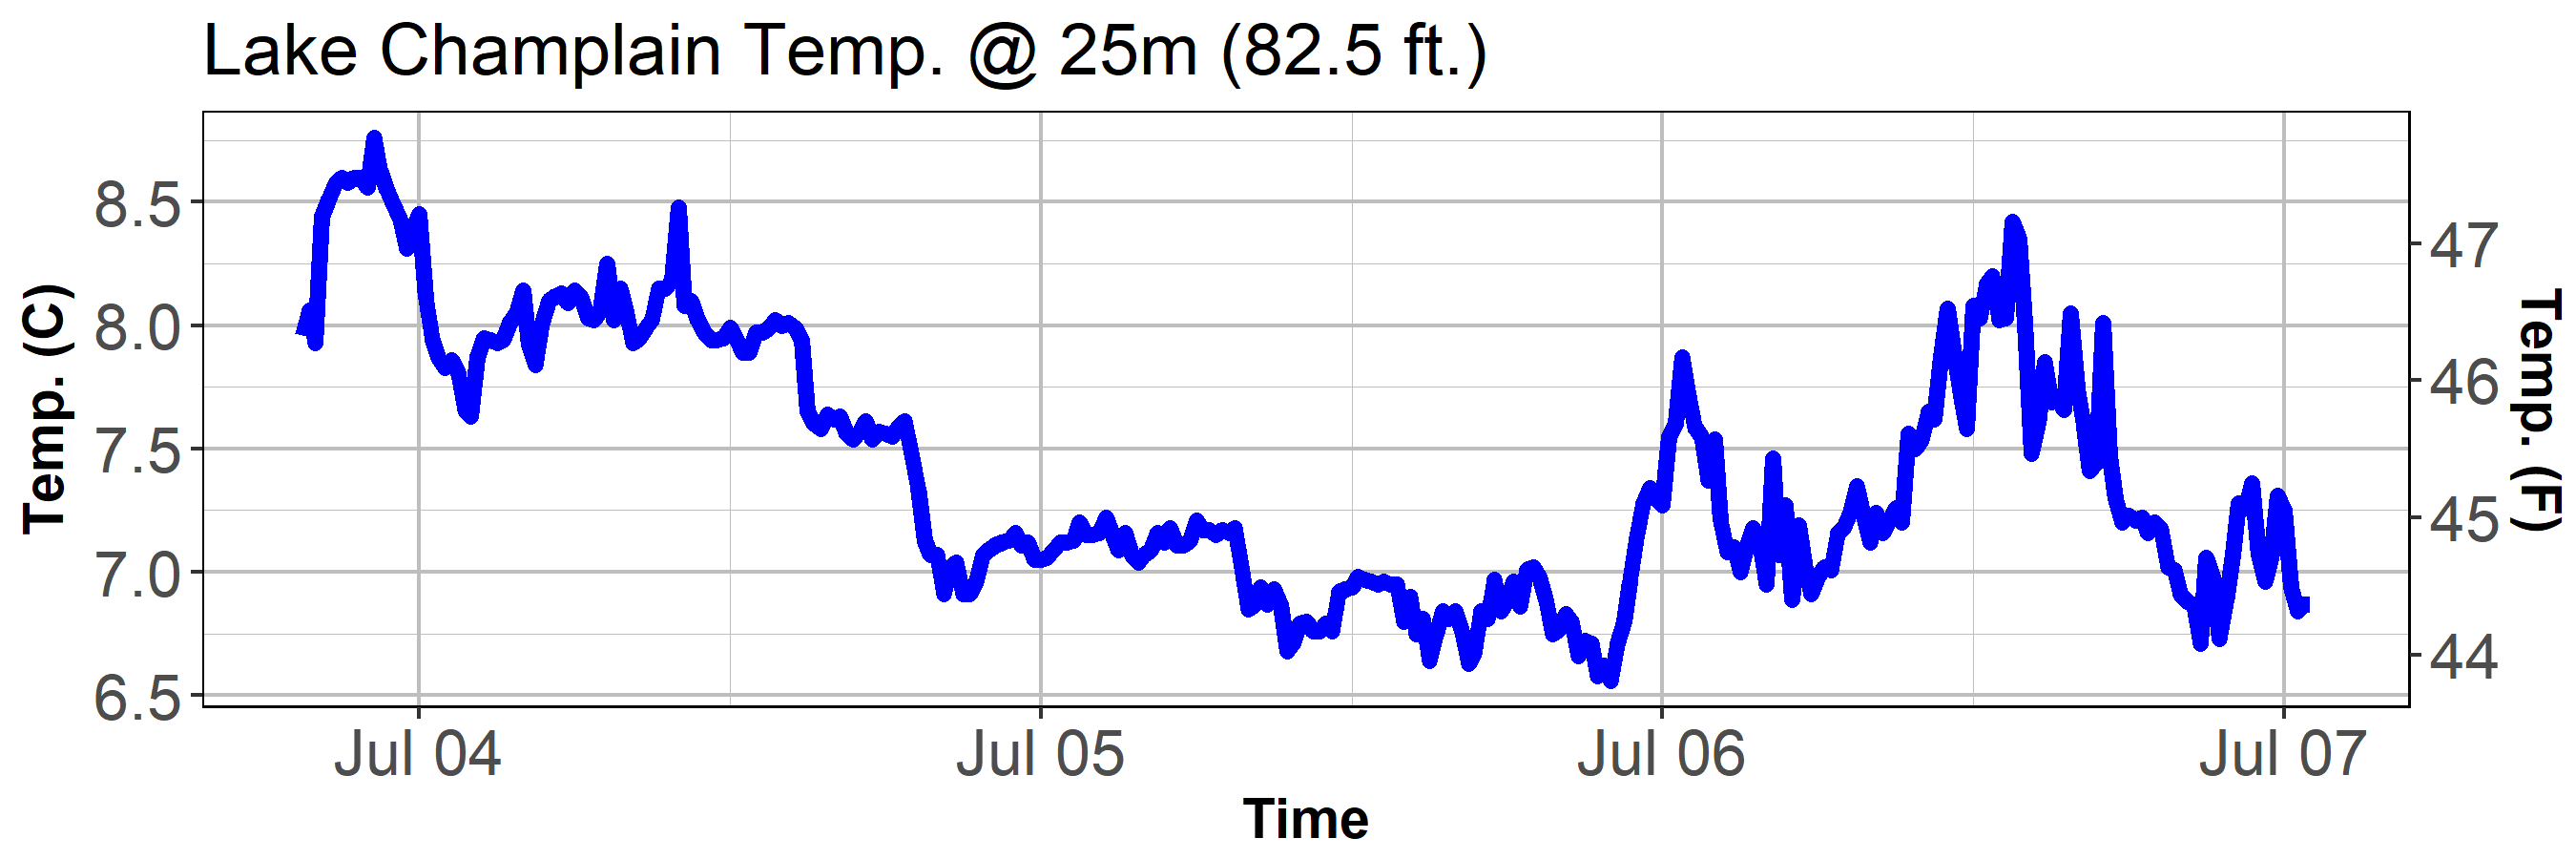 Lake Champlain Temp. @ 25m (82.5 ft.)
Temp. (C)
8.5
8.0
7.5
7.0
6.5
47
46
45
44
Temp. (F)
Jul 04 Jul 05 Jul 06 Jul 07
Time